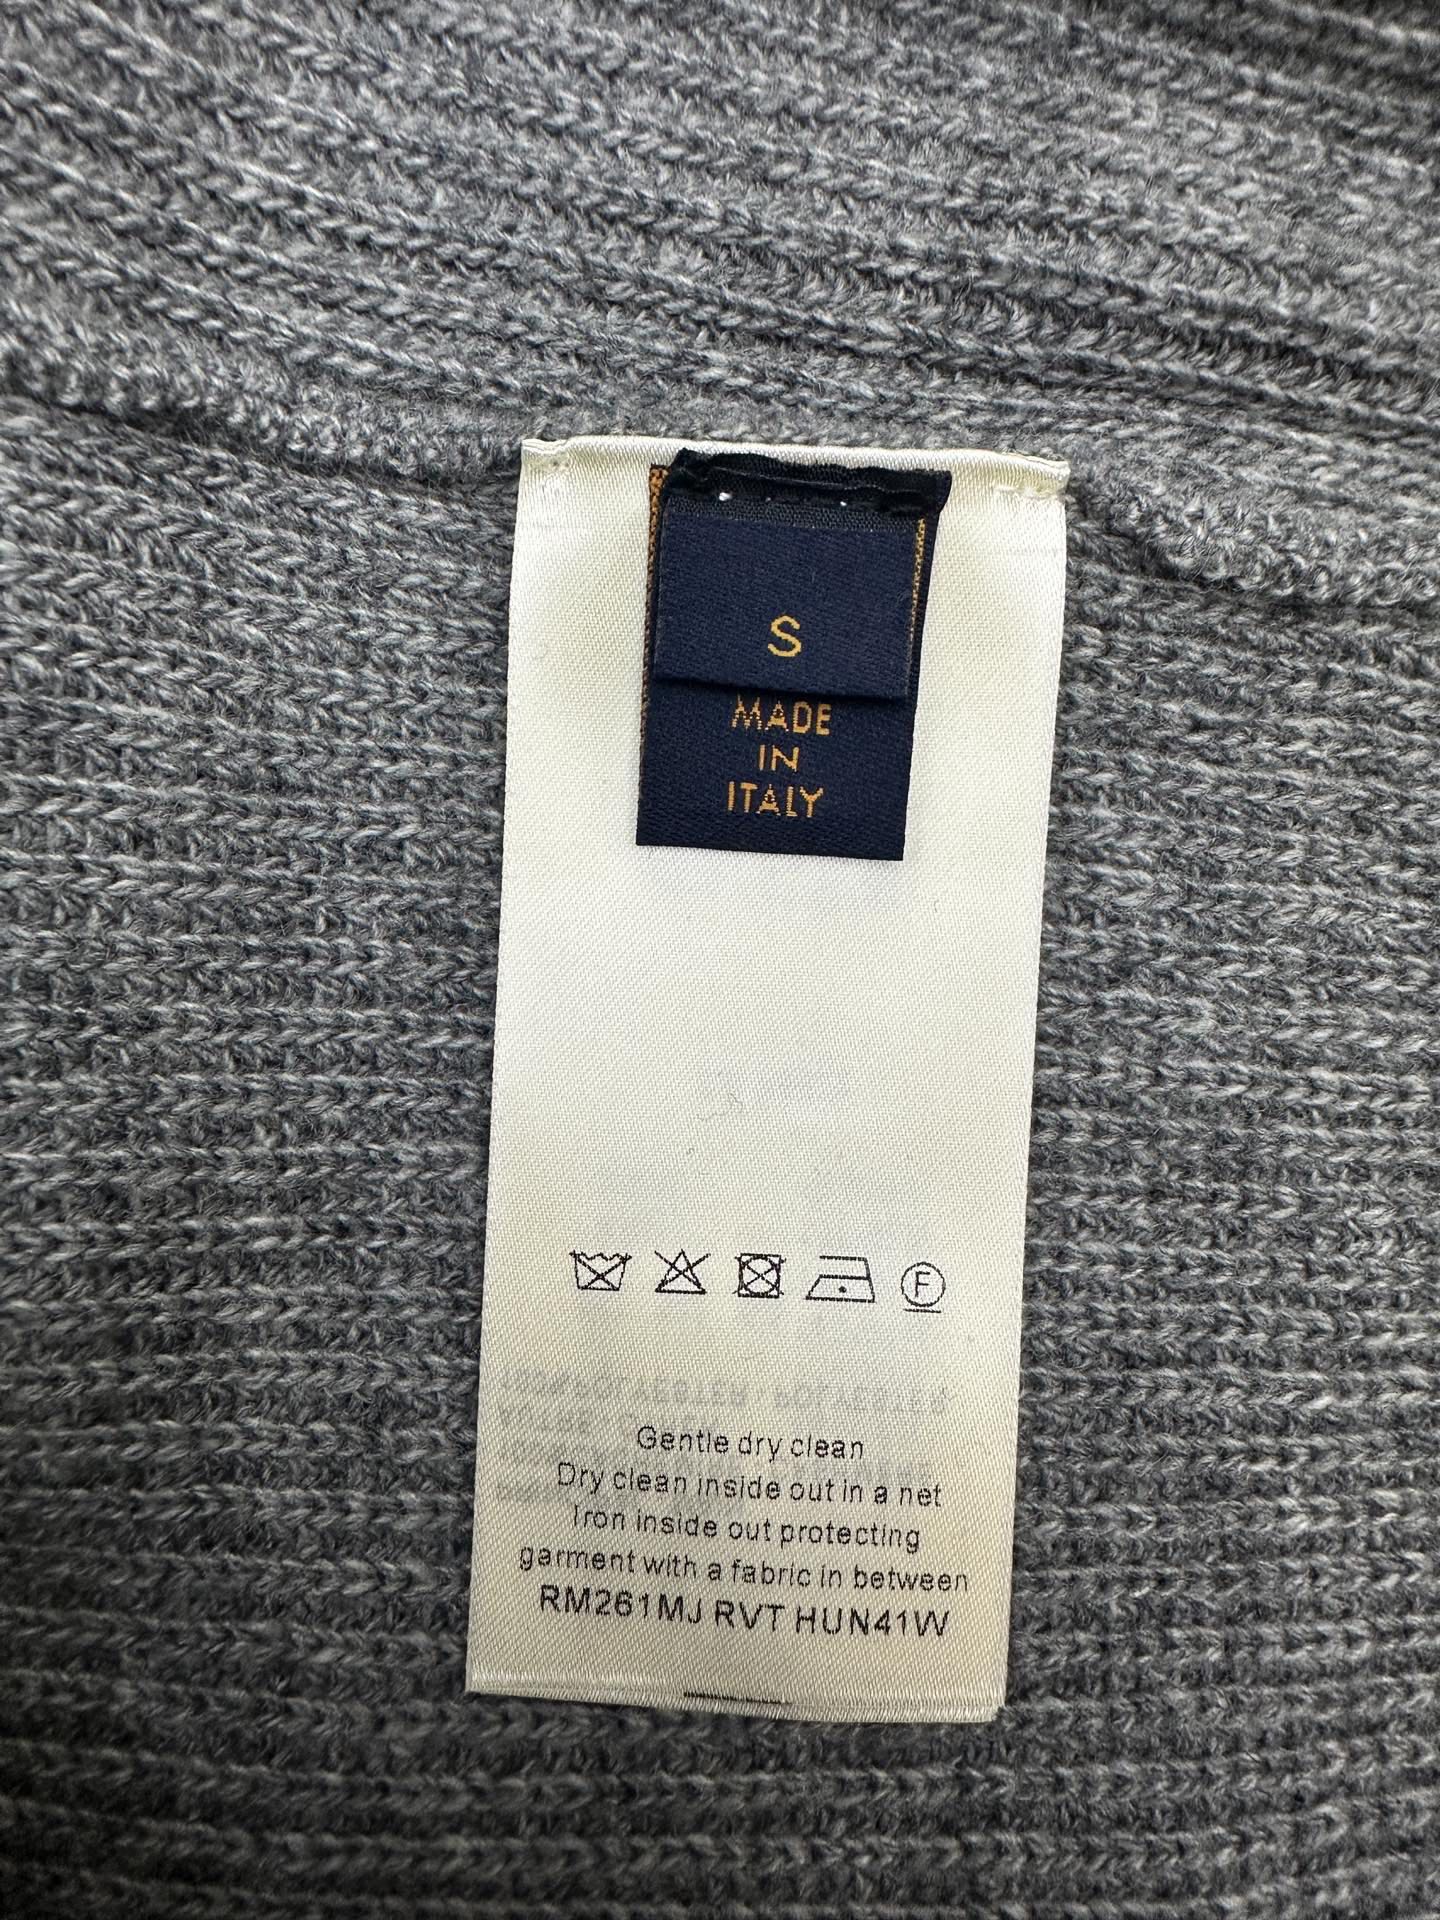 S
MADE
IN
ITALY
F
Gentle dry clean
Dry clean inside out in a net
Iron inside out protecting
garment with a fabric in between
RM261MJ RVT HUN41W